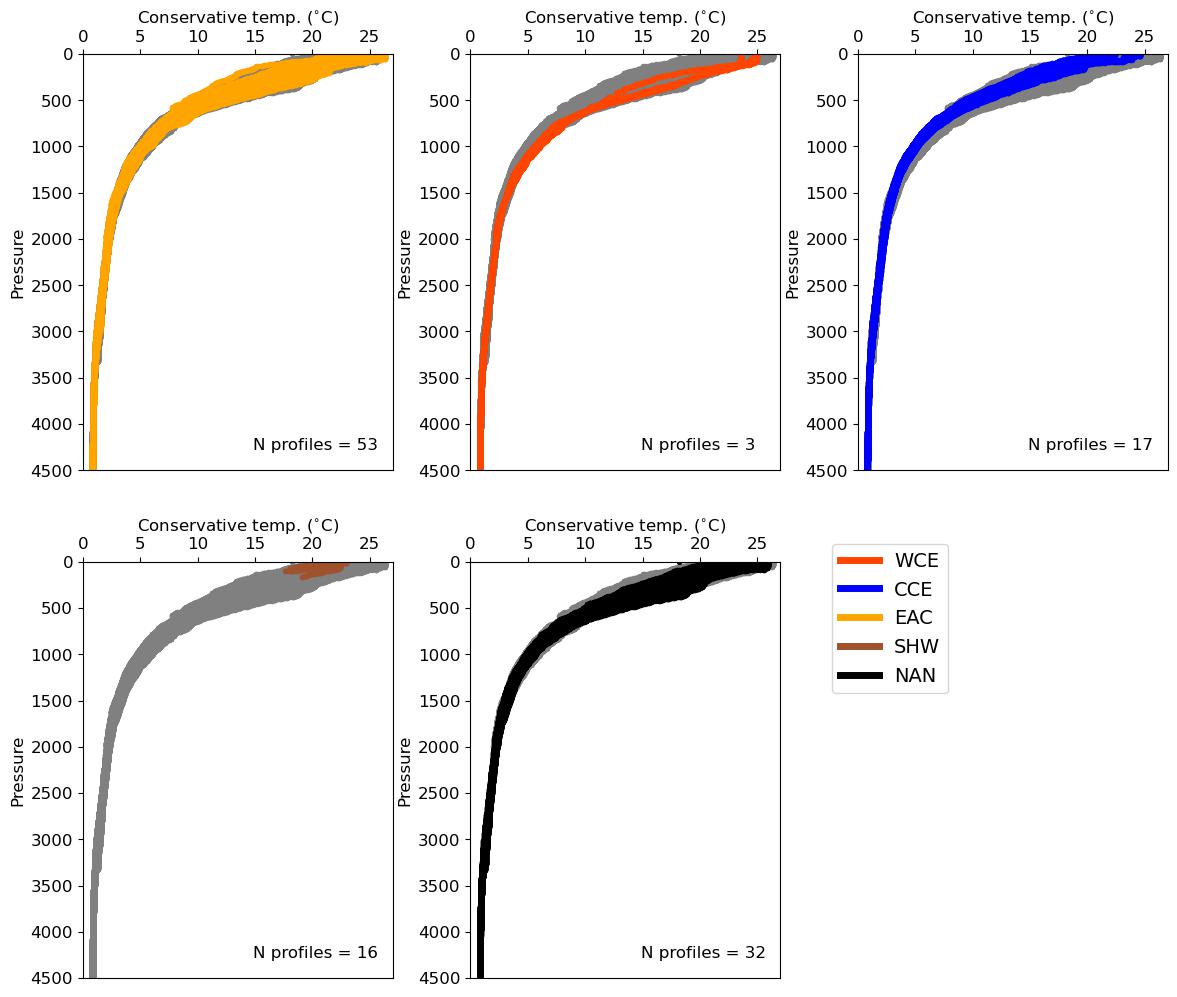 Conservative temp. (°C) Conservative temp. (°C) Conservative temp. (°C)
0 5 10 15 20 25 0 5 10 15 20 25 0 5 10 15 20 25
0 0 0
500 500 500
1000 1000 1000
1500 1500 1500
2000 2000 2000
Pressure Pressure Pressure
2500 2500 2500
3000 3000 3000
3500 3500 3500
4000 4000 4000
N profiles = 53 N profiles = 3 N profiles = 17
4500 4500 4500
Conservative temp. (°C) Conservative temp. (°C)
0 5 10 15 20 25 0 5 10 15 20 25
0 0
500 500
1000 1000
1500 1500
2000 2000
Pressure Pressure
2500 2500
3000 3000
3500 3500
4000 4000
N profiles = 16 N profiles = 32
4500 4500
WCE
CCE
EAC
SHW
NAN